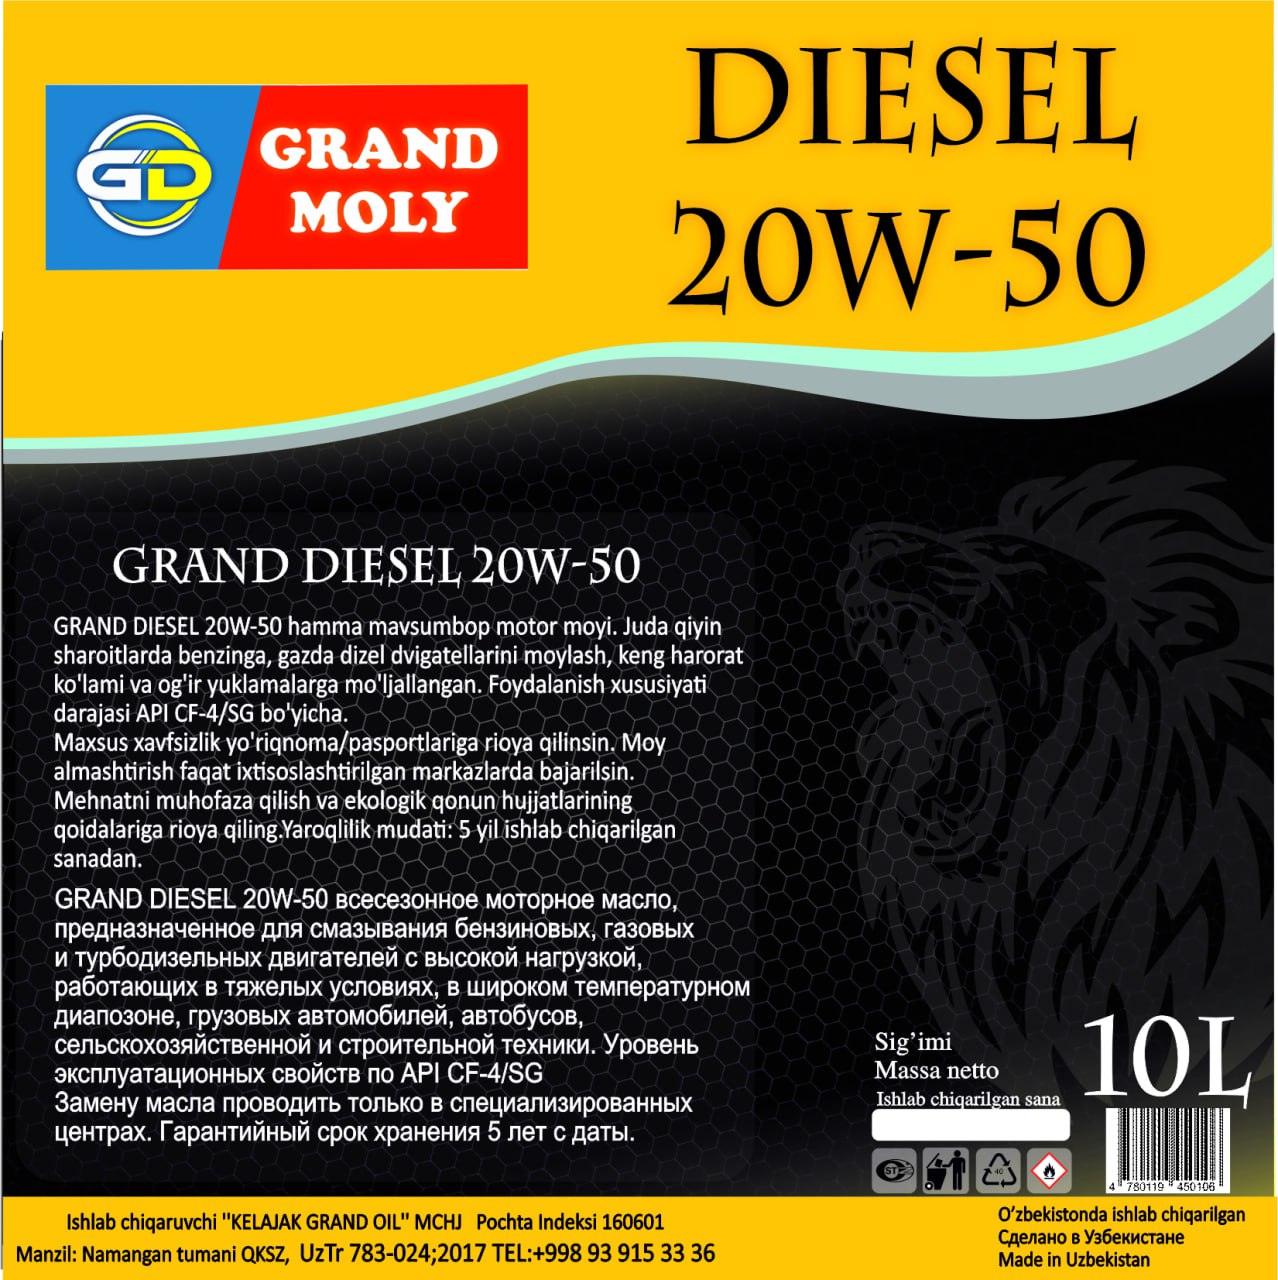 GD
GRAND
MOLY
DIESEL
20W-50
GRAND DIESEL 20W-50
GRAND DIESEL 20W-50 hamma mavsumbop motor moyi. Juda qiyin
sharoitlarda benzinga, gazda dizel dvigatellarini moylash, keng harorat
ko'lami va og'ir yuklamalarga mo'ljallangan. Foydalanish xususiyati
darajasi API CF-4/SG bo'yicha.
Maxsus xavfsizlik yo'riqnoma/pasportlariga rioya qilinsin. Moy
almashtirish faqat ixtisoslashtirilgan markazlarda bajarilsin.
Mehnatni muhofaza qilish va ekologik qonun hujjatlarining
qoidalariga rioya qiling.Yaroqlilik mudati: 5 yil ishlab chiqarilgan
sanadan.
GRAND DIESEL 20W-50 всесезонное моторное масло,
предназначенное для смазывания бензиновых, газовых
и турбодизельных двигателей с высокой нагрузкой,
работающих в тяжелых условиях, в широком температурном
диапозоне, грузовых автомобилей, автобусов,
сельскохозяйственной и строительной техники. Уровень
эксплуатационных свойств по API CF-4/SG
Замену масла проводить только в специализированных
центрах. Гарантийный срок хранения 5 лет с даты.
Sig’imi
Massa netto
10L
Ishlab chiqarilgan sana
ST
40
4 780119 450106
Ishlab chiqaruvchi "KELAJAK GRAND OIL" MCHJ Pochta Indeksi 160601
Manzil: Namangan tumani QKSZ, UzTr 783-024;2017 TEL:+998 93 915 33 36
O’zbekistonda ishlab chiqarilgan
Сделано в Узбекистане
Made in Uzbekistan